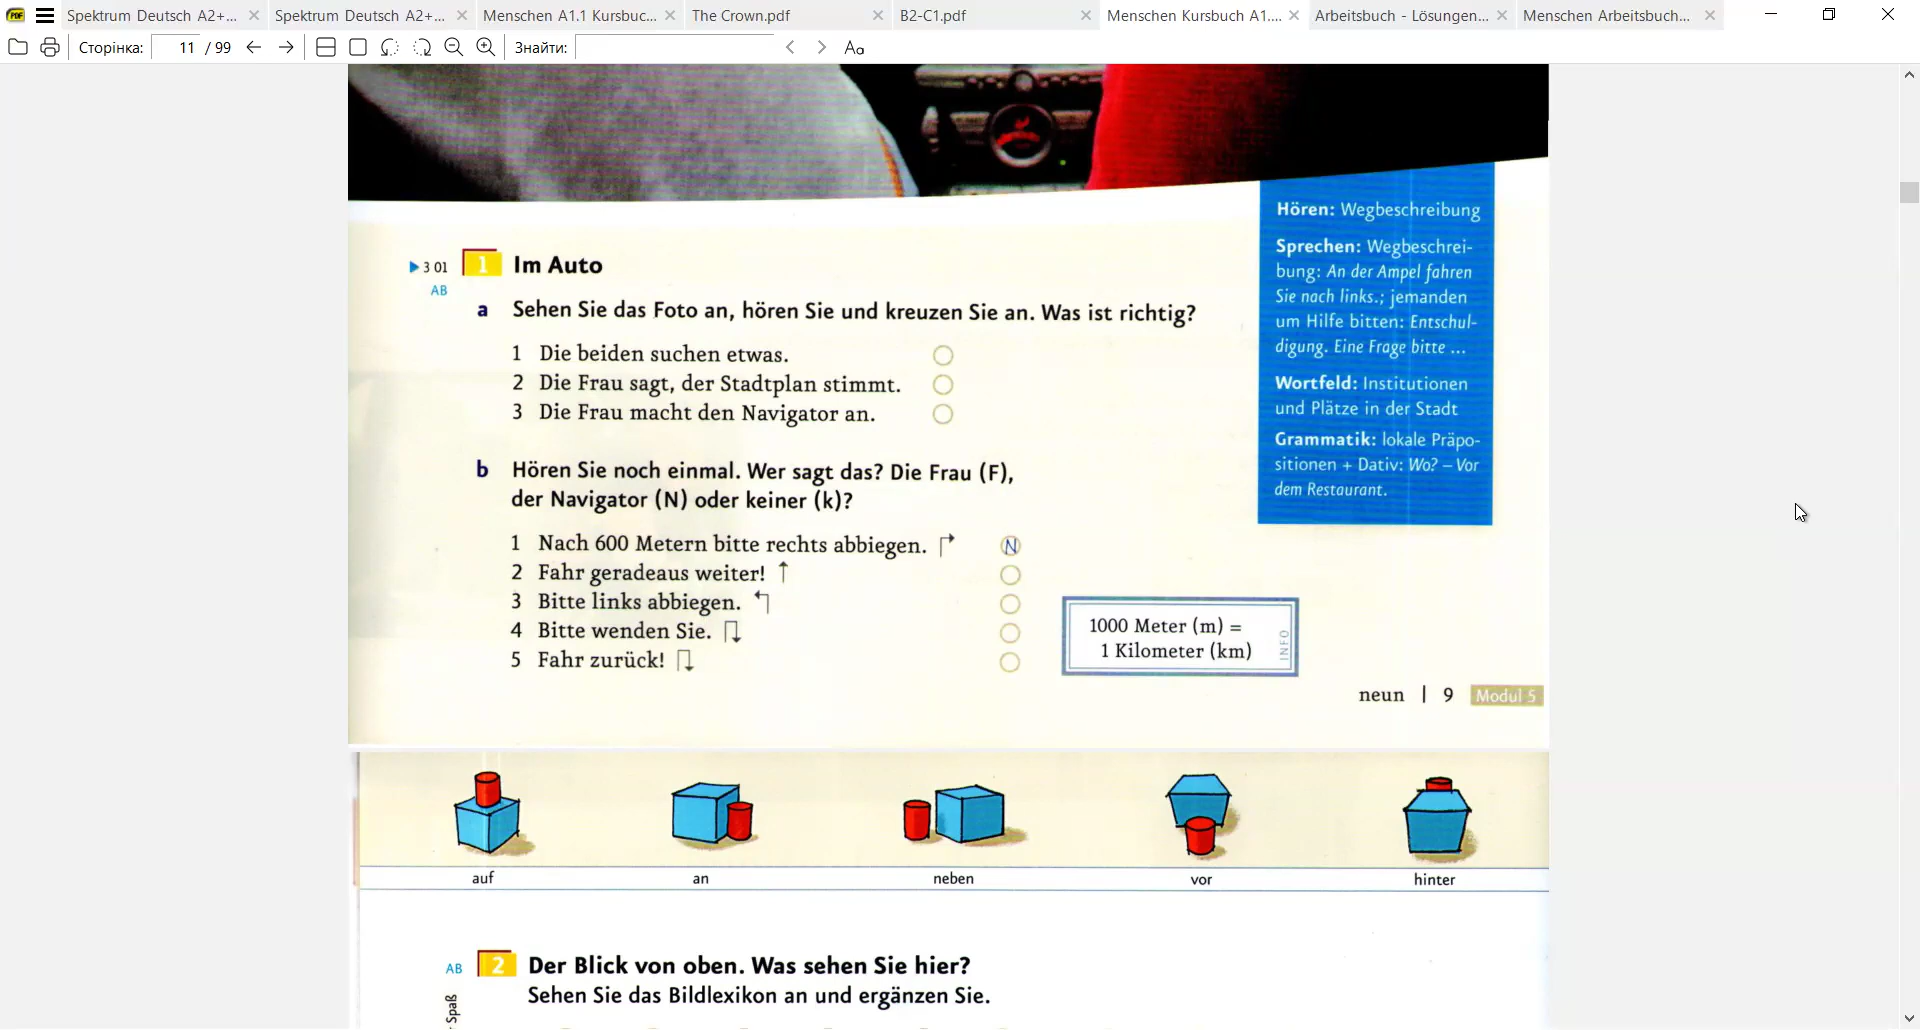 Spektrum Deutsch A2+...
Spektrum Deutsch A2+...
Menschen A1.1 Kursbuc...
The Crown.pdf
B2-C1.pdf
Menschen Kursbuch A1....
Arbeitsbuch - Lösungen...
Menschen Arbeitsbuch...
Сторінка: 11 / 99
Знайти:
Aa
Hören: Wegbeschreibung
Sprechen: Wegbeschrei-
bung: An der Ampel fahren
Sie nach links.; jemanden
um Hilfe bitten: Entschul-
digung. Eine Frage bitte ...
Wortfeld: Institutionen
und Plätze in der Stadt
Grammatik: lokale Präpo-
sitionen + Dativ: Wo? – Vor
dem Restaurant.
3 01 1 Im Auto
AB
a Sehen Sie das Foto an, hören Sie und kreuzen Sie an. Was ist richtig?
1 Die beiden suchen etwas.
2 Die Frau sagt, der Stadtplan stimmt.
3 Die Frau macht den Navigator an.
b Hören Sie noch einmal. Wer sagt das? Die Frau (F),
der Navigator (N) oder keiner (k)?
1 Nach 600 Metern bitte rechts abbiegen. N
2 Fahr geradeaus weiter!
3 Bitte links abbiegen.
4 Bitte wenden Sie.
5 Fahr zurück!
1000 Meter (m) =
1 Kilometer (km)
INFO
neun | 9 Modul 5
auf an neben vor hinter
AB 2 Der Blick von oben. Was sehen Sie hier?
Sehen Sie das Bildlexikon an und ergänzen Sie.
Spaß